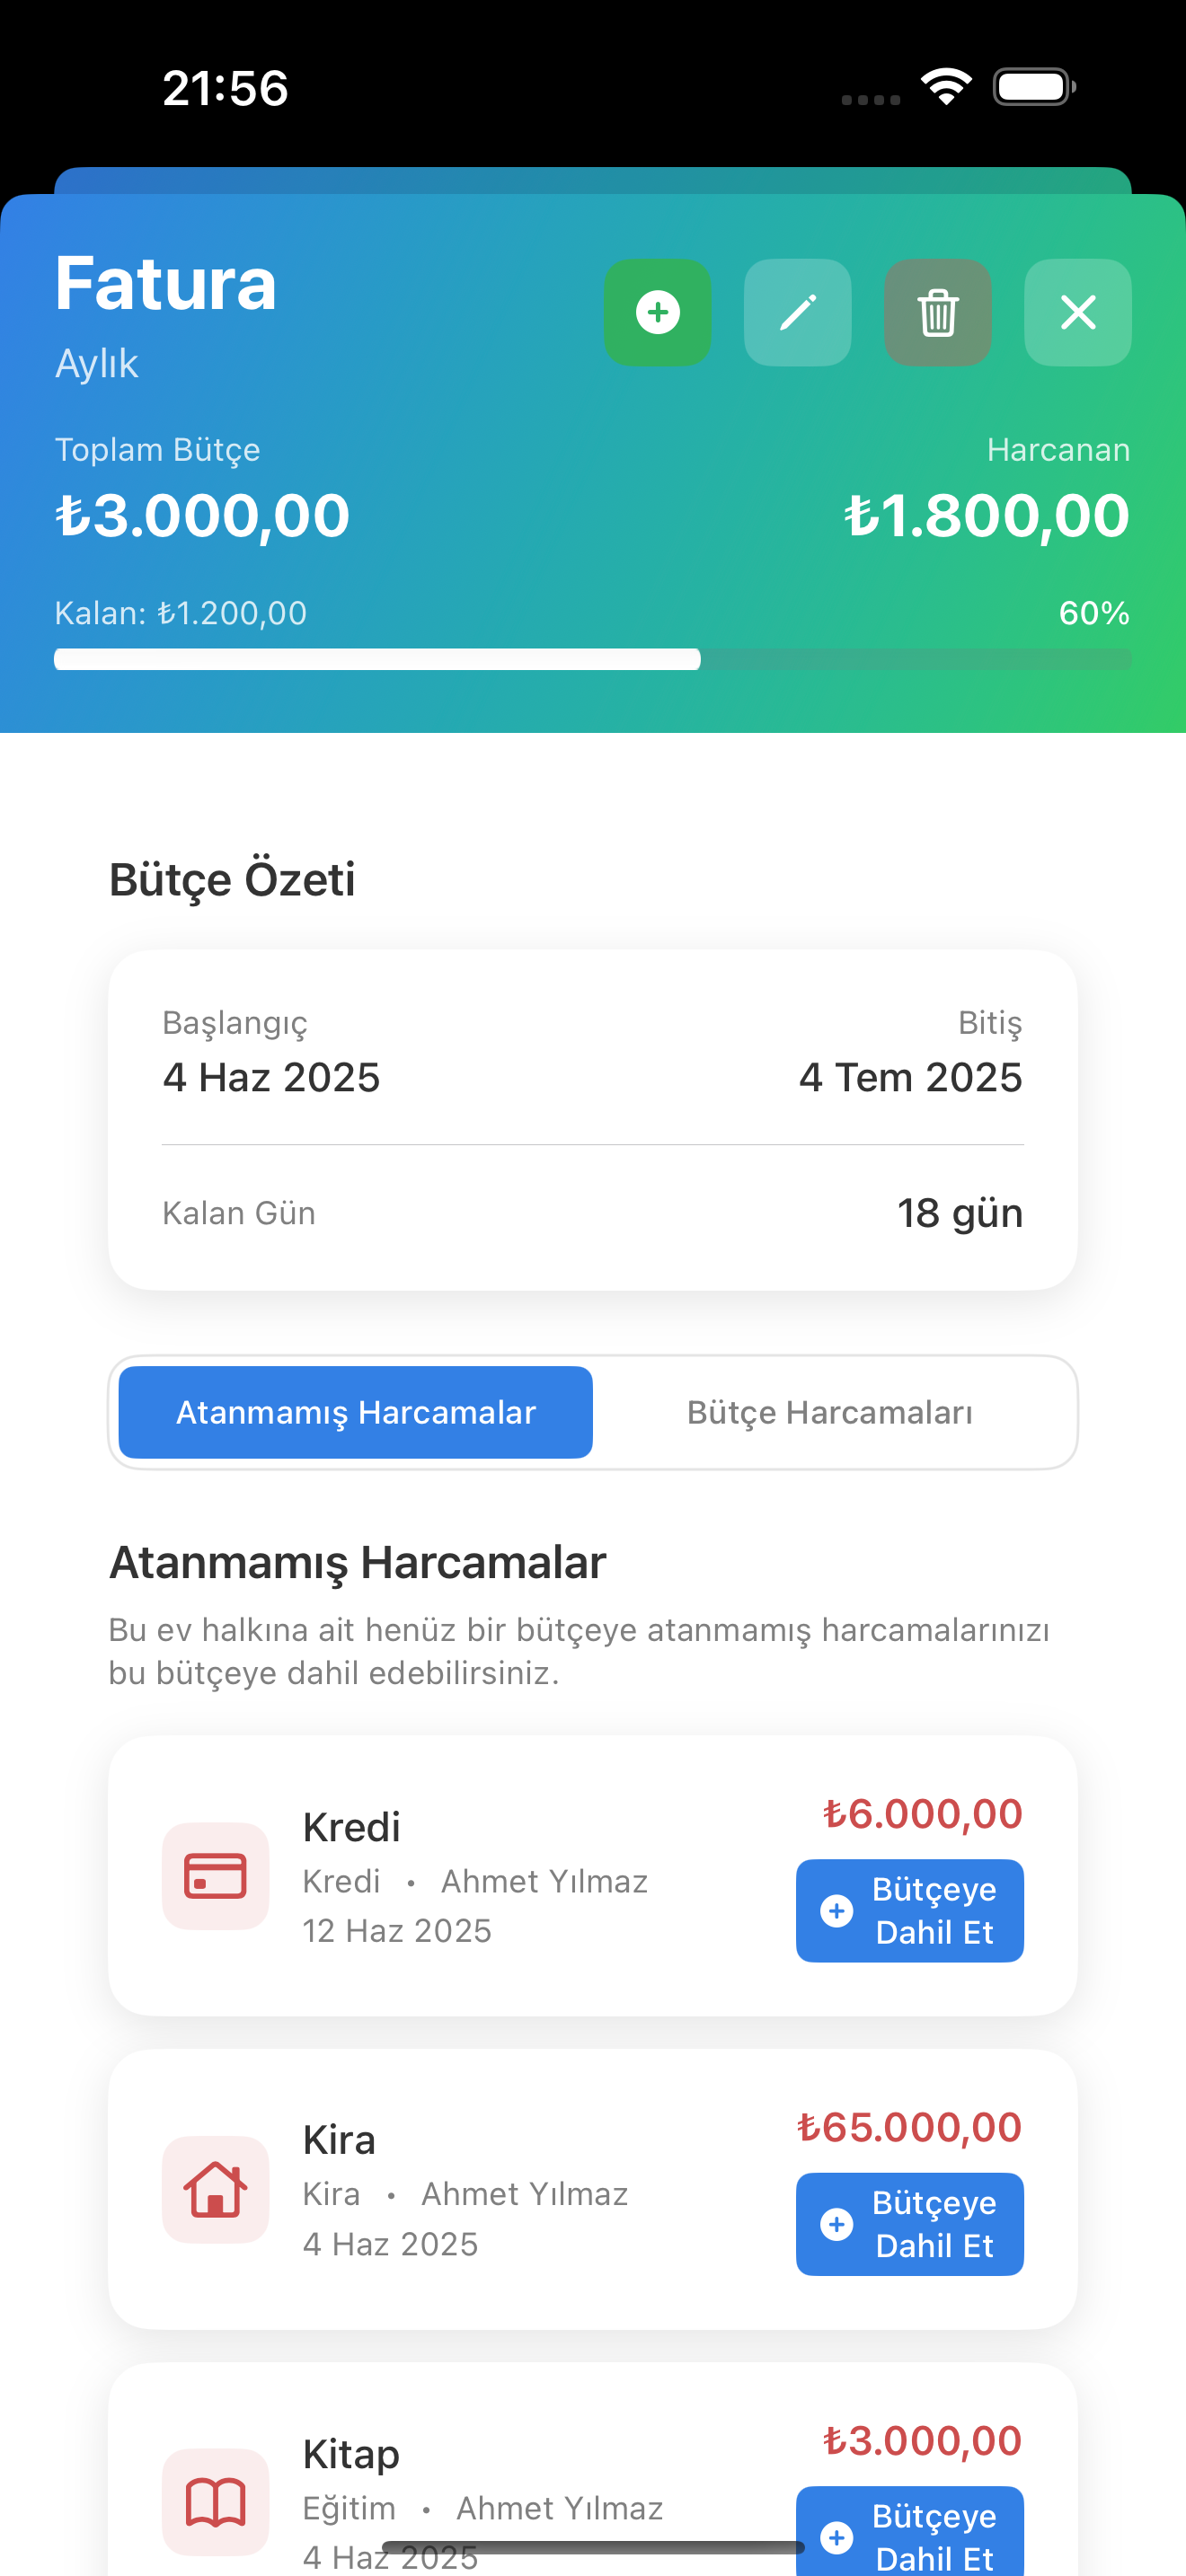 21:56
Fatura
Aylık
Toplam Bütçe
Harcanan
₺3.000,00
₺1.800,00
Kalan: ₺1.200,00
60%
Bütçe Özeti
Başlangıç
Bitiş
4 Haz 2025
4 Tem 2025
Kalan Gün
18 gün
Atanmamış Harcamalar
Bütçe Harcamaları
Atanmamış Harcamalar
Bu ev halkına ait henüz bir bütçeye atanmamış harcamalarınızı
bu bütçeye dahil edebilirsiniz.
Kredi
Kredi • Ahmet Yılmaz
12 Haz 2025
₺6.000,00
Bütçeye
Dahil Et
Kira
Kira • Ahmet Yılmaz
4 Haz 2025
₺65.000,00
Bütçeye
Dahil Et
Kitap
Eğitim • Ahmet Yılmaz
4 Haz 2025
₺3.000,00
Bütçeye
Dahil Et